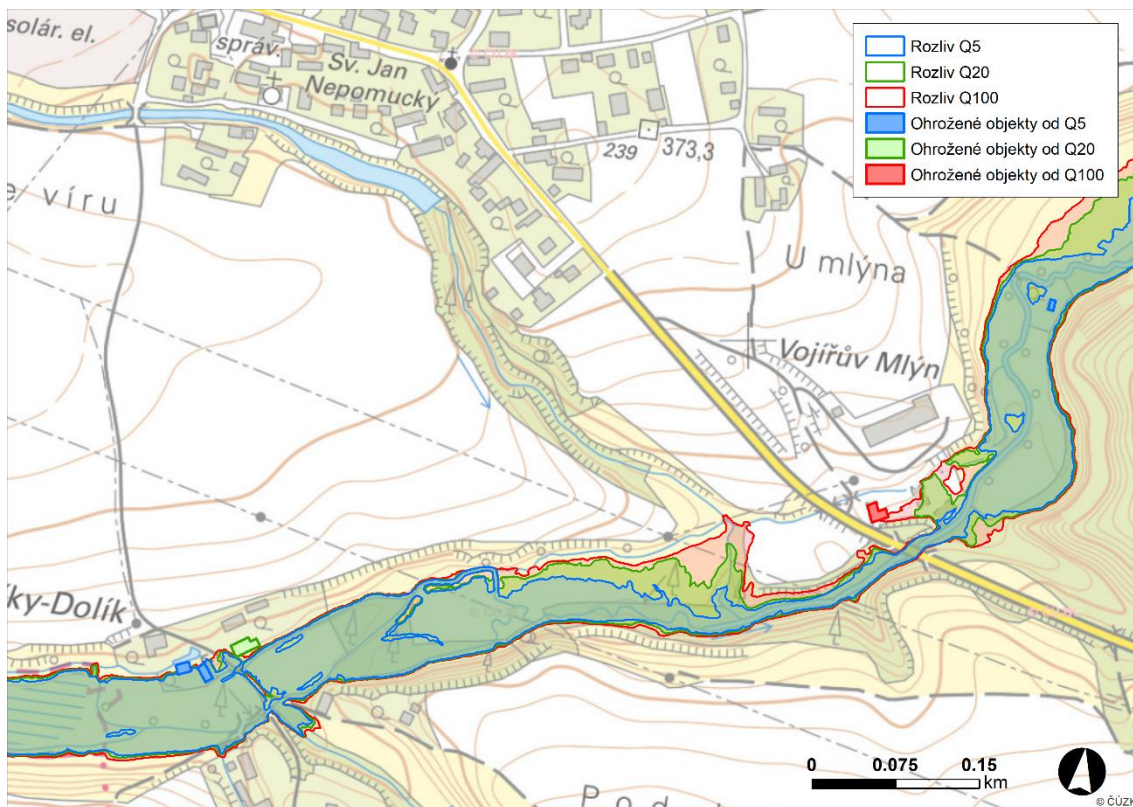 solár. el.
správ.
Sv. Jan
Nepomucký
239
373,3
e víru
U mlýna
Vojířův Mlýn
ky-Dolík
P o d
Rozliv Q5
Rozliv Q20
Rozliv Q100
Ohrožené objekty od Q5
Ohrožené objekty od Q20
Ohrožené objekty od Q100
0 0.075 0.15
km
© ČÚZK